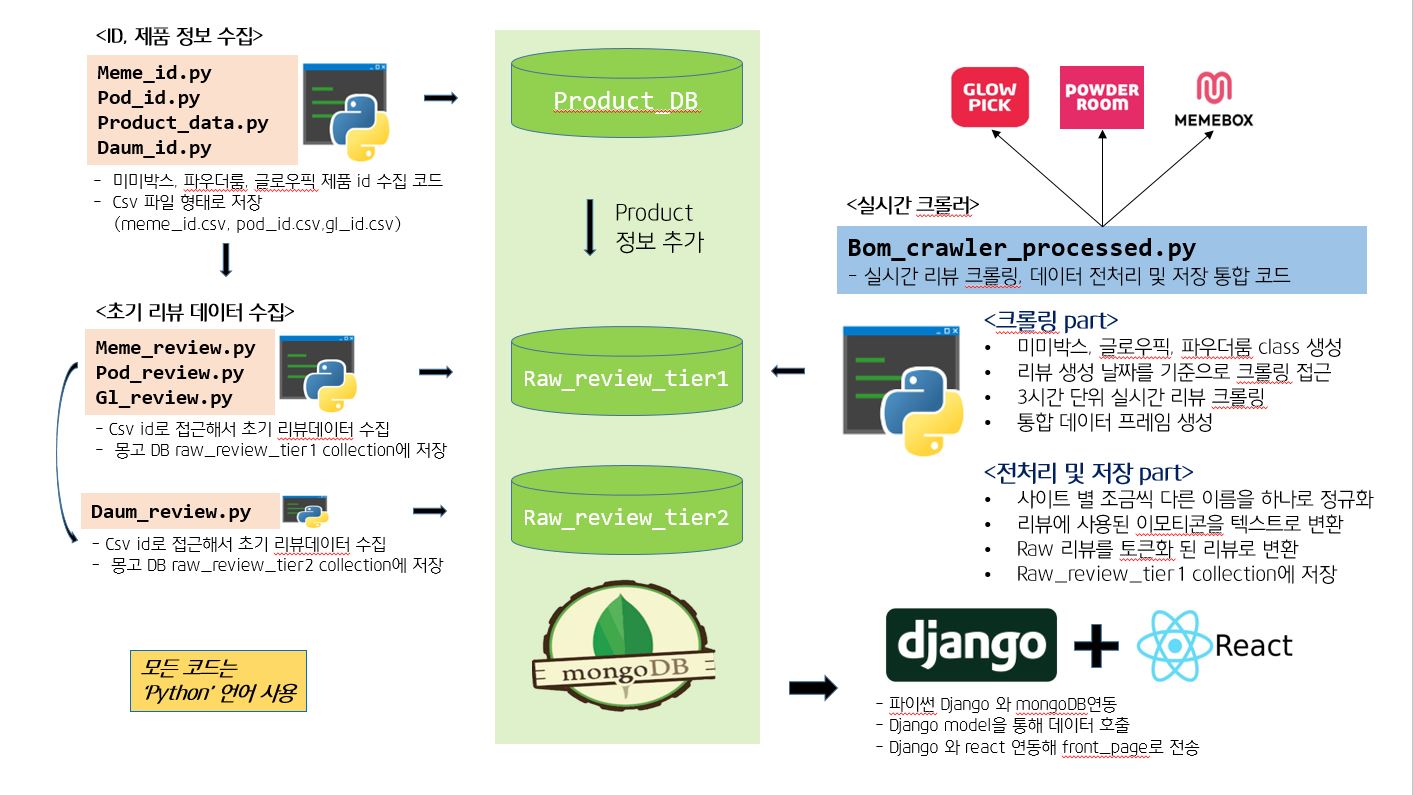 <ID, 제품 정보 수집>
Meme_id.py
Pod_id.py
Product_data.py
Daum_id.py
- 미미박스, 파우더룸, 글로우픽 제품 id 수집 코드
- Csv 파일 형태로 저장
(meme_id.csv, pod_id.csv,gl_id.csv)
<초기 리뷰 데이터 수집>
Meme_review.py
Pod_review.py
Gl_review.py
- Csv id로 접근해서 초기 리뷰데이터 수집
- 몽고 DB raw_review_tier1 collection에 저장
Daum_review.py
- Csv id로 접근해서 초기 리뷰데이터 수집
- 몽고 DB raw_review_tier2 collection에 저장
모든 코드는
‘Python’ 언어 사용
Product_DB
Product
정보 추가
Raw_review_tier1
Raw_review_tier2
mongoDB
GLOW
PICK
POWDER
ROOM
MEMEBOX
<실시간 크롤러>
Bom_crawler_processed.py
- 실시간 리뷰 크롤링, 데이터 전처리 및 저장 통합 코드
<크롤링 part>
• 미미박스, 글로우픽, 파우더룸 class 생성
• 리뷰 생성 날짜를 기준으로 크롤링 접근
• 3시간 단위 실시간 리뷰 크롤링
• 통합 데이터 프레임 생성
<전처리 및 저장 part>
• 사이트 별 조금씩 다른 이름을 하나로 정규화
• 리뷰에 사용된 이모티콘을 텍스트로 변환
• Raw 리뷰를 토큰화 된 리뷰로 변환
• Raw_review_tier1 collection에 저장
django
React
- 파이썬 Django 와 mongoDB연동
- Django model을 통해 데이터 호출
- Django 와 react 연동해 front_page로 전송